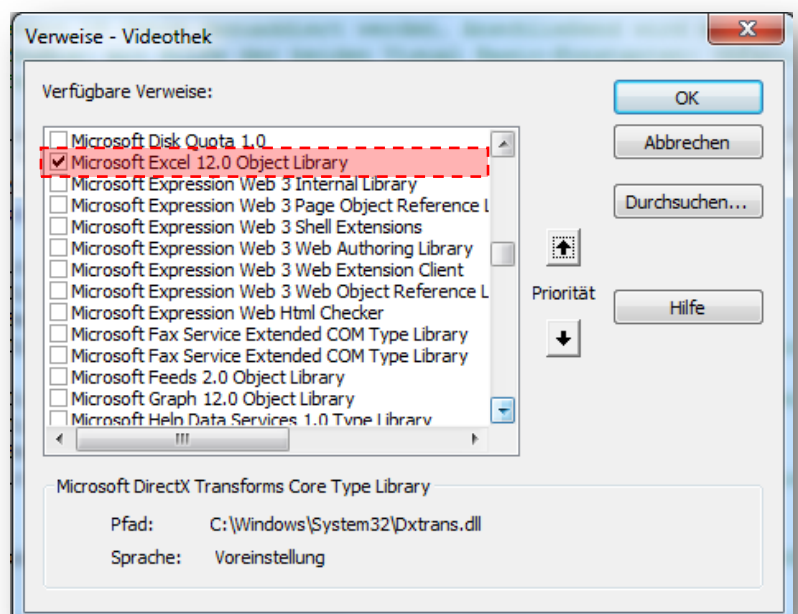 Verweise - Videothek
Verfügbare Verweise:
Microsoft Disk Quota 1.0
Microsoft Excel 12.0 Object Library
Microsoft Expression Web 3 Internal Library
Microsoft Expression Web 3 Page Object Reference L
Microsoft Expression Web 3 Shell Extensions
Microsoft Expression Web 3 Web Authoring Library
Microsoft Expression Web 3 Web Extension Client
Microsoft Expression Web 3 Web Object Reference L
Microsoft Expression Web Html Checker
Microsoft Fax Service Extended COM Type Library
Microsoft Fax Service Extended COM Type Library
Microsoft Feeds 2.0 Object Library
Microsoft Graph 12.0 Object Library
Microsoft Help Data Services 1.0 Type Library
OK
Abbrechen
Durchsuchen...
Priorität
Hilfe
Microsoft DirectX Transforms Core Type Library
Pfad: C:\Windows\System32\Dxtrans.dll
Sprache: Voreinstellung